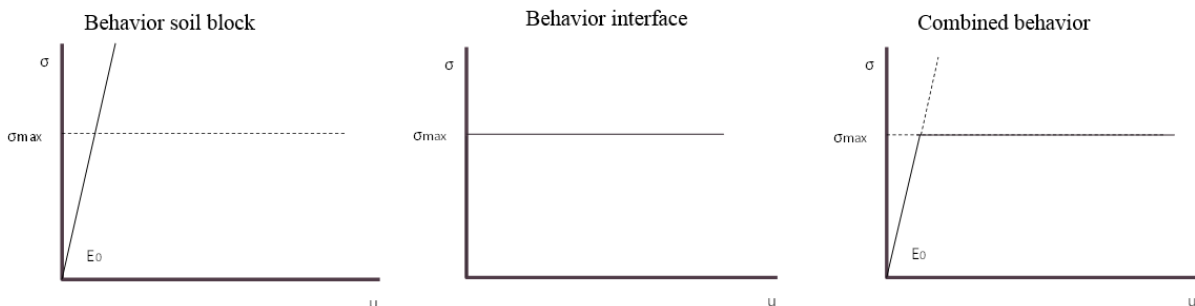 Behavior soil block
σ
σmax
E0
u
Behavior interface
σ
σmax
u
Combined behavior
σ
σmax
E0
u